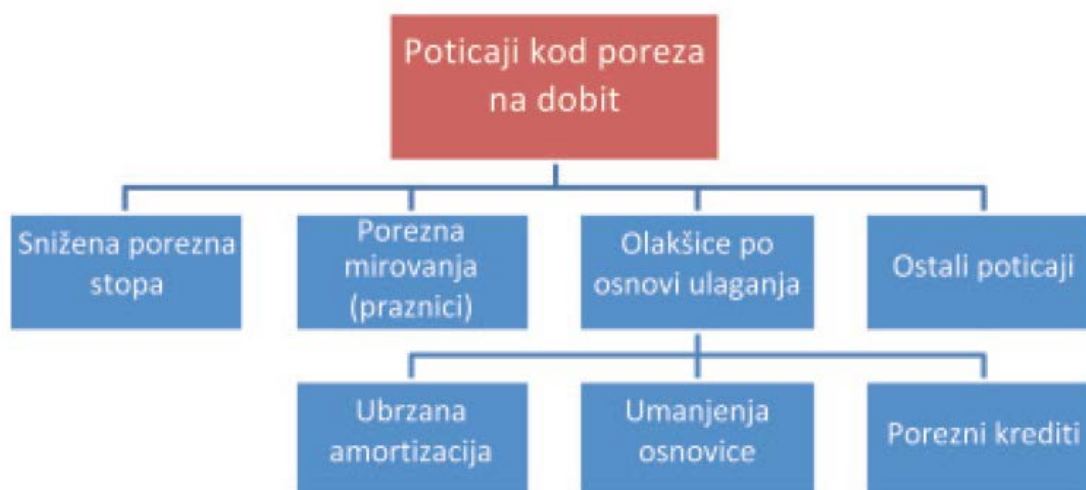 Poticaji kod poreza
na dobit
Snižena porezna
stopa
Porezna
mirovanja
(praznici)
Olakšice po
osnovi ulaganja
Ostali poticaji
Ubrzana
amortizacija
Umanjenja
osnovice
Porezni krediti